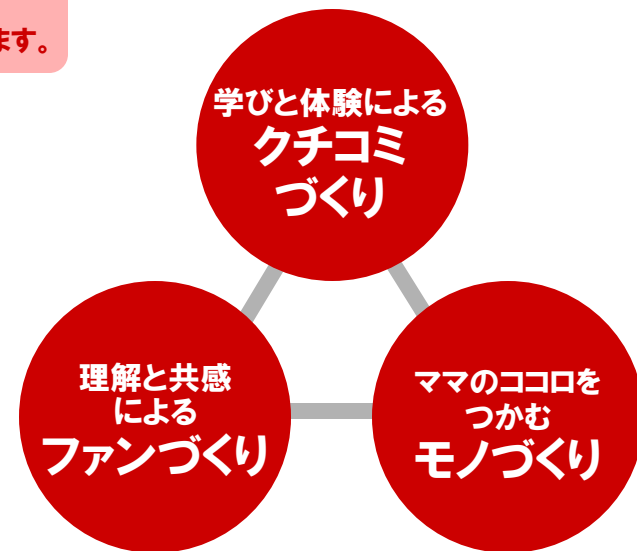 ます。
学びと体験による
クチコミ
づくり
理解と共感
による
ファンづくり
ママのココロを
つかむ
モノづくり